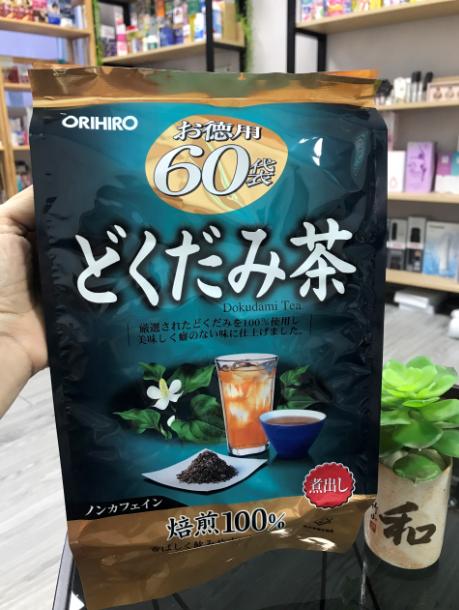 ORIHIRO
お徳用
60袋
どくだみ茶
Dokudami Tea
厳選されたどくだみを100%使用し
美味しく癖のない味に仕上げました。
煮出し
ノンカフェイン
焙煎100%
和